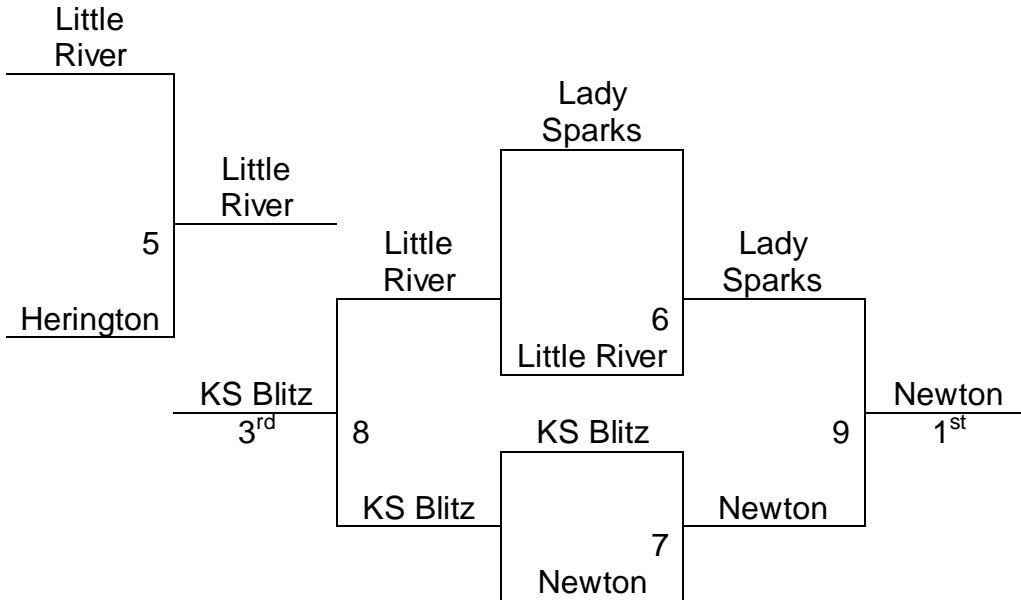 Little
River
Lady
Sparks
Little
River
5
Little
River
Lady
Sparks
Herington
6
Little River
KS Blitz
3rd
8
KS Blitz
9
Newton
1st
KS Blitz
Newton
7
Newton